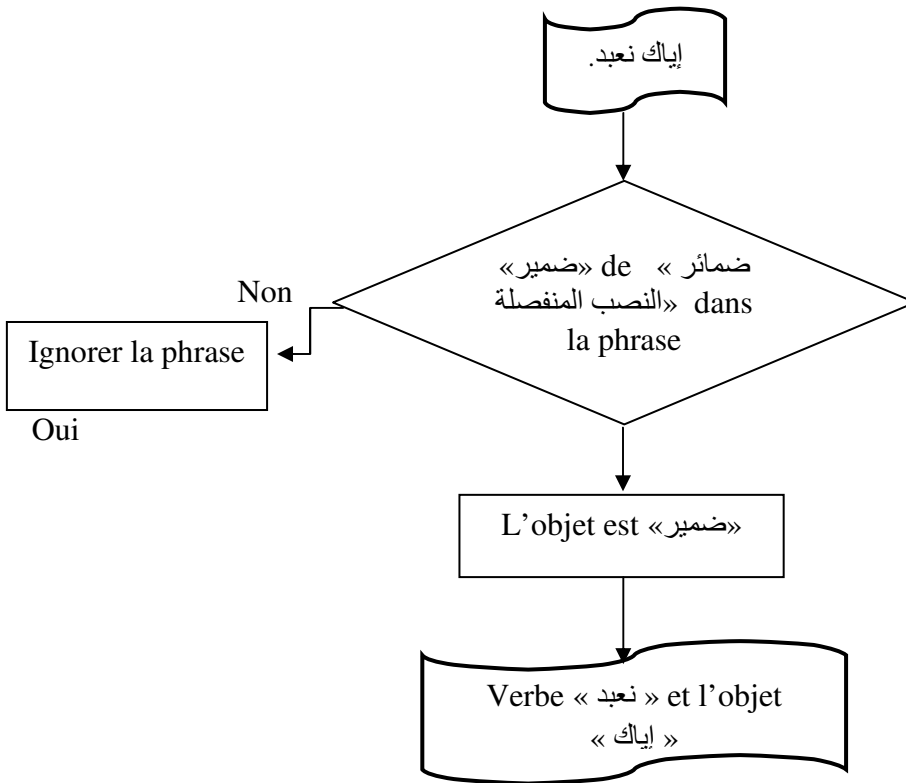 إياك نعبد.
«ضمير» de « ضمائر
النصب المنفصلة» dans
la phrase
Non
Ignorer la phrase
Oui
L’objet est «ضمير»
Verbe « نعبد » et l’objet
« إياك »